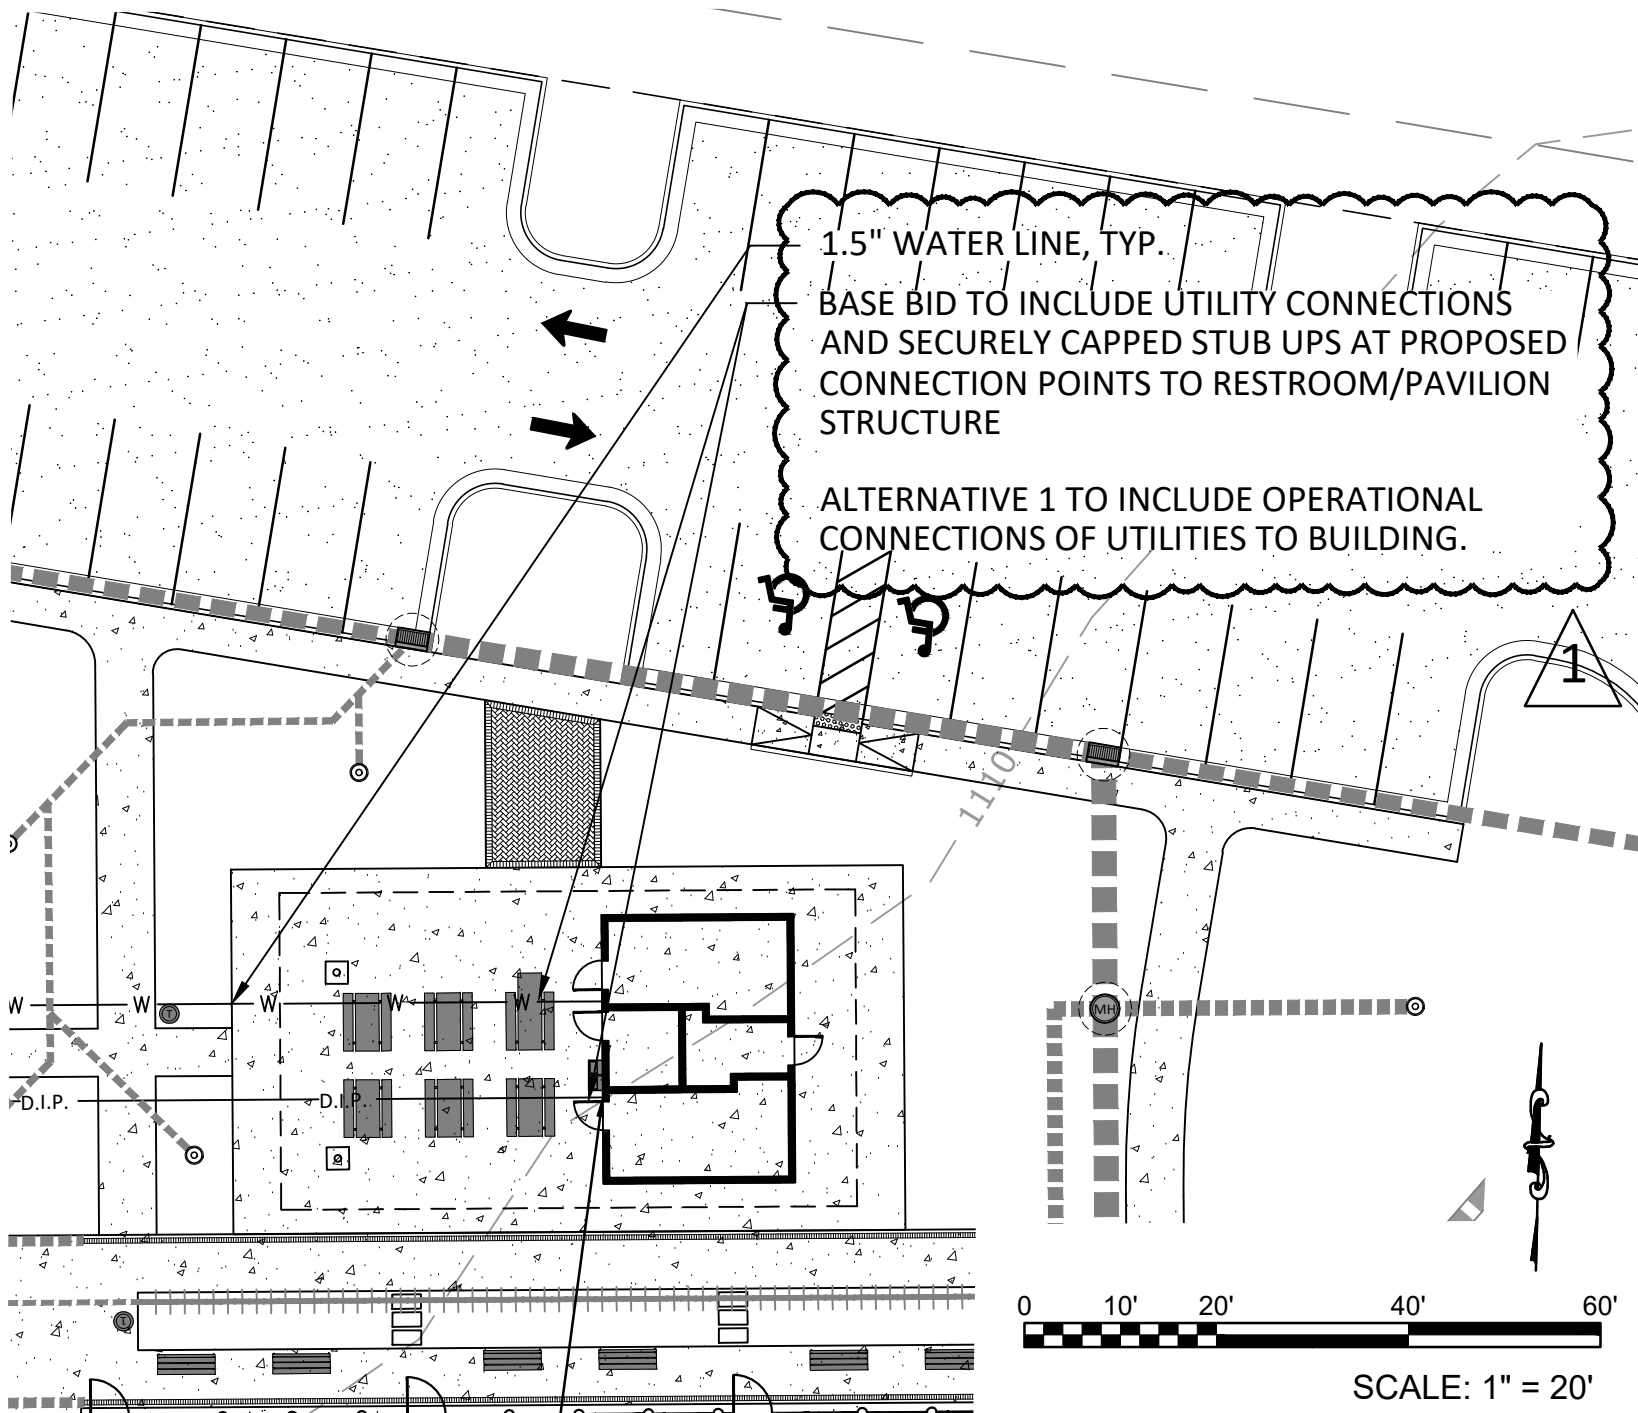 1.5" WATER LINE, TYP.
BASE BID TO INCLUDE UTILITY CONNECTIONS
AND SECURELY CAPPED STUB UPS AT PROPOSED
CONNECTION POINTS TO RESTROOM/PAVILION
STRUCTURE
ALTERNATIVE 1 TO INCLUDE OPERATIONAL
CONNECTIONS OF UTILITIES TO BUILDING.
1
1110
W W W W W
T
MH
D.I.P. D.I.P.
T
0 10' 20' 40' 60'
SCALE: 1" = 20'